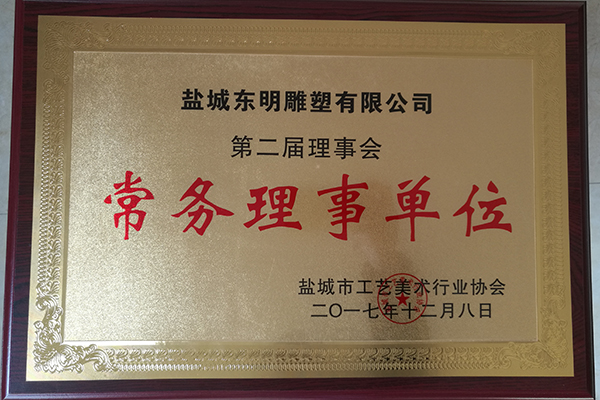 盐城东明雕塑有限公司
第二届理事会
常务理事单位
盐城市工艺美术行业协会
二〇一七年十二月八日